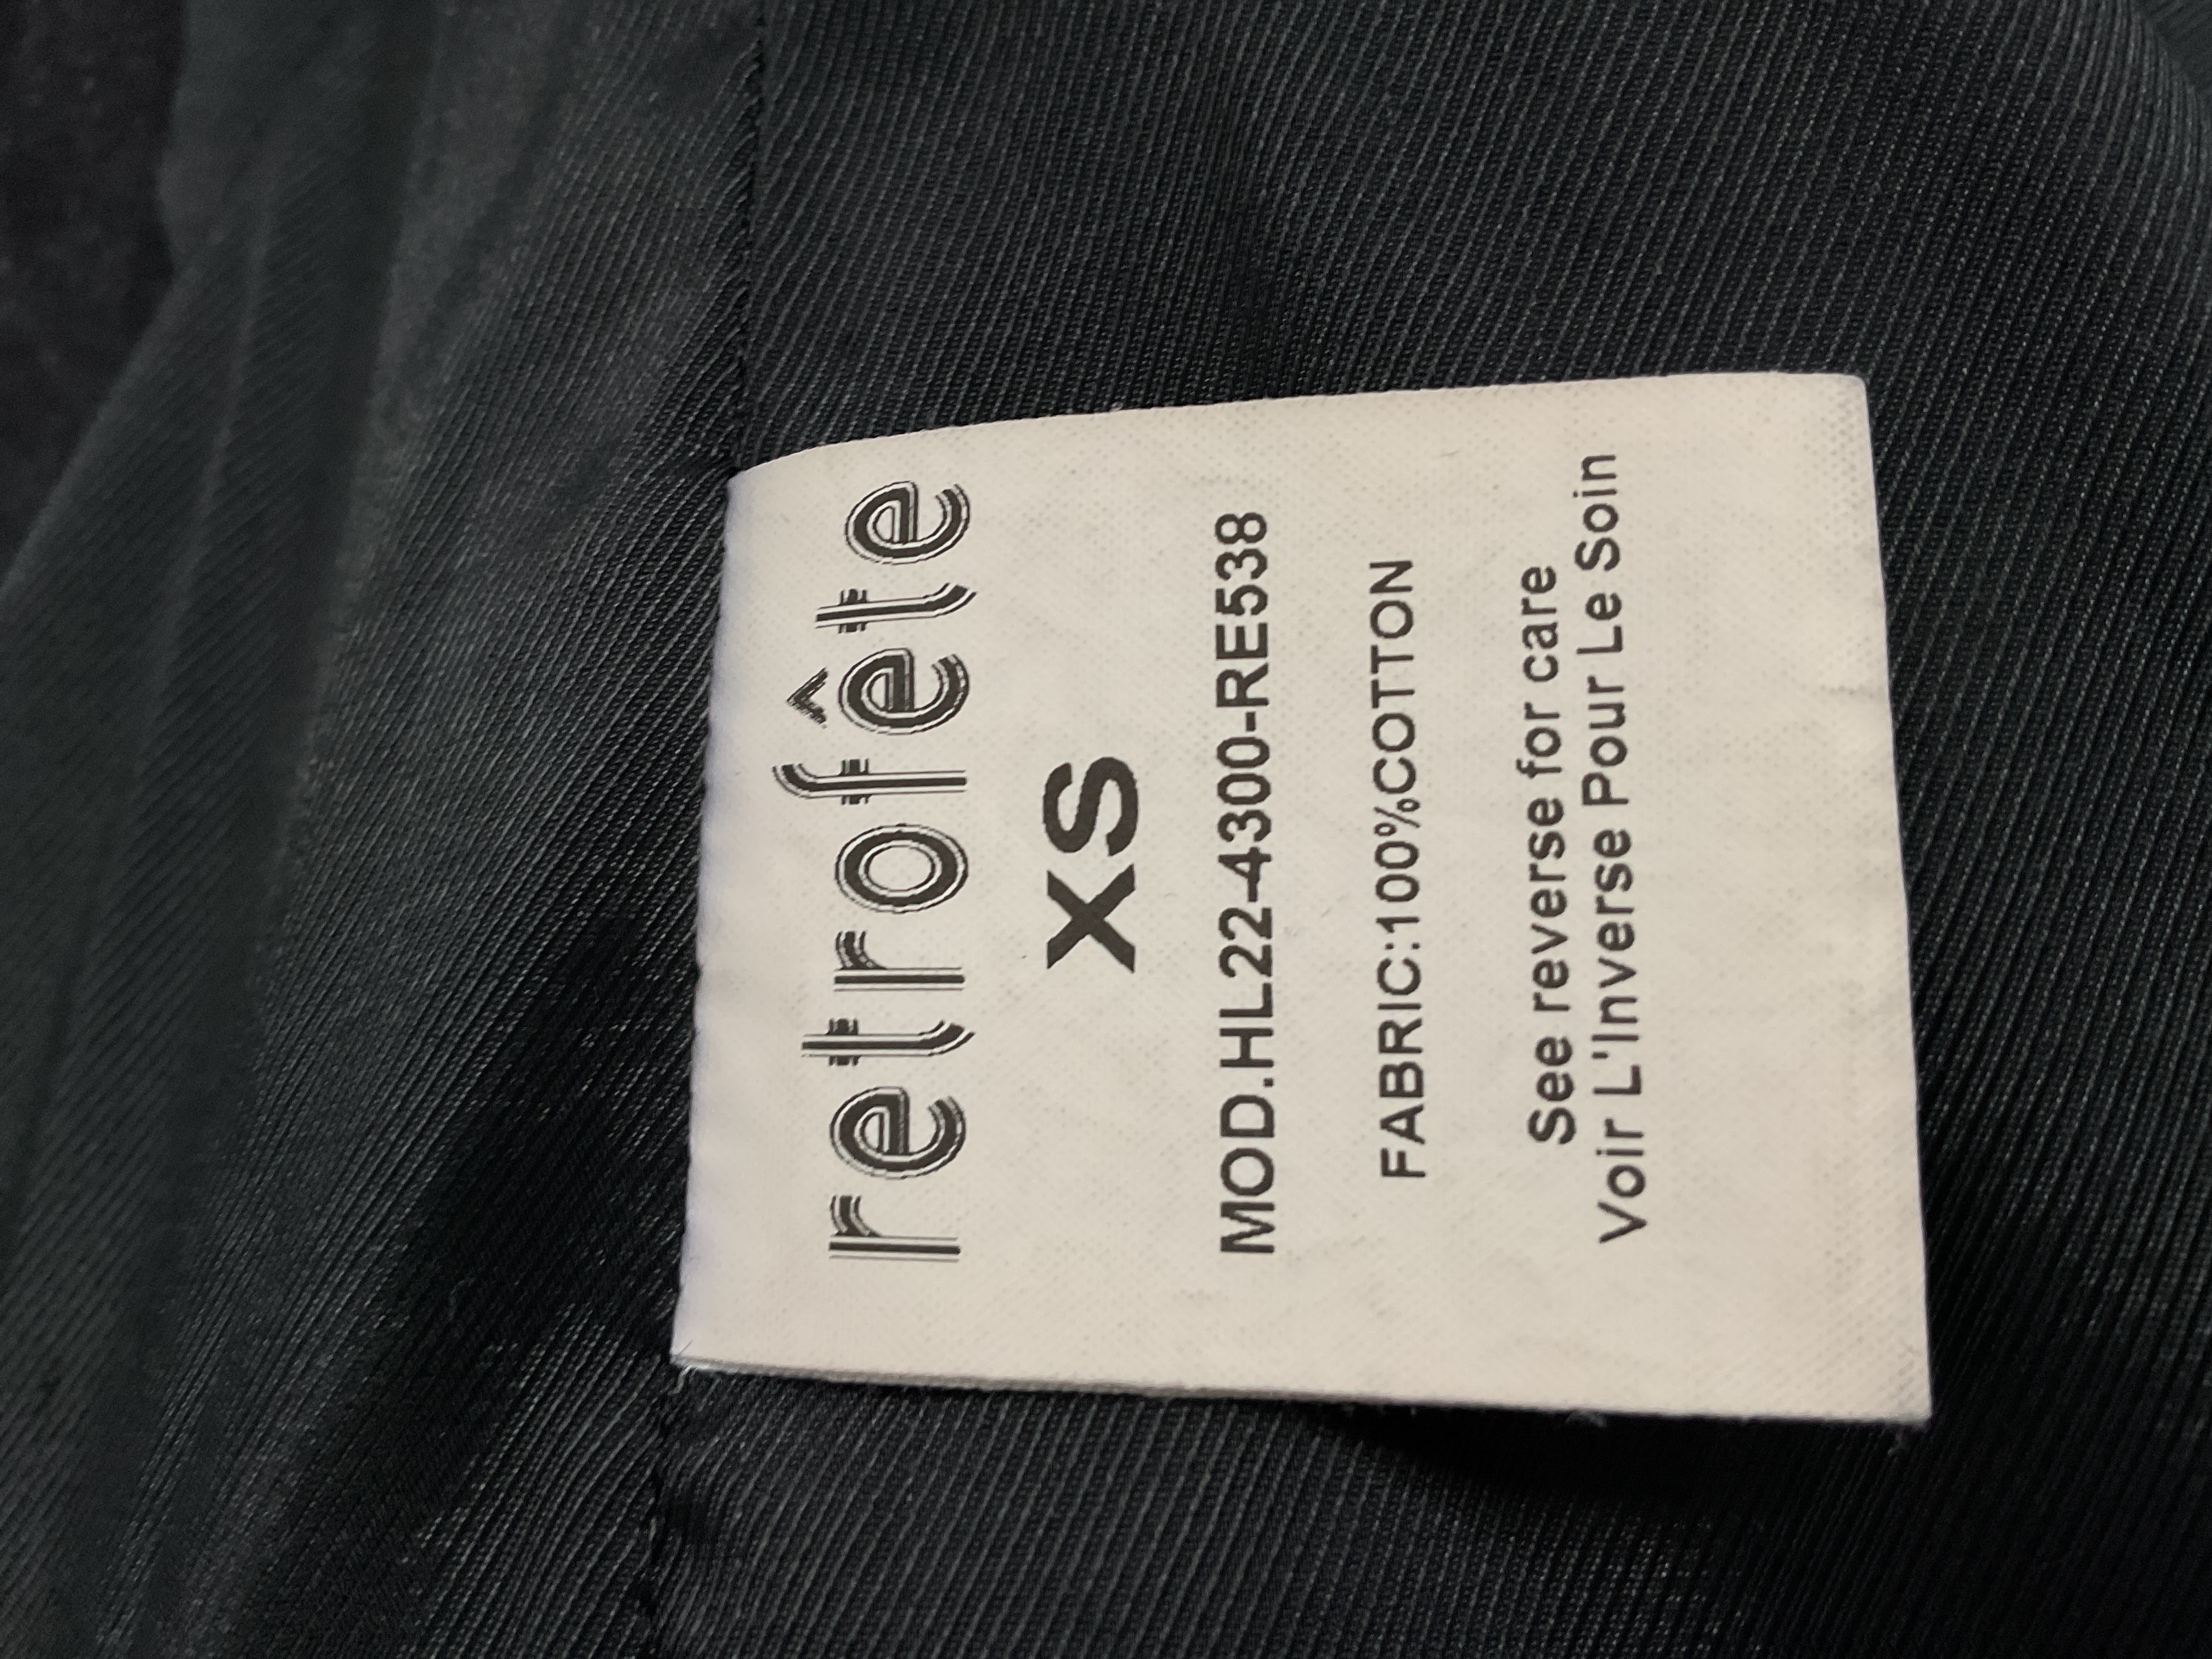 retrofête
XS
MOD.HL22-4300-RE538
FABRIC:100%COTTON
See reverse for care
Voir L'Inverse Pour Le Soin